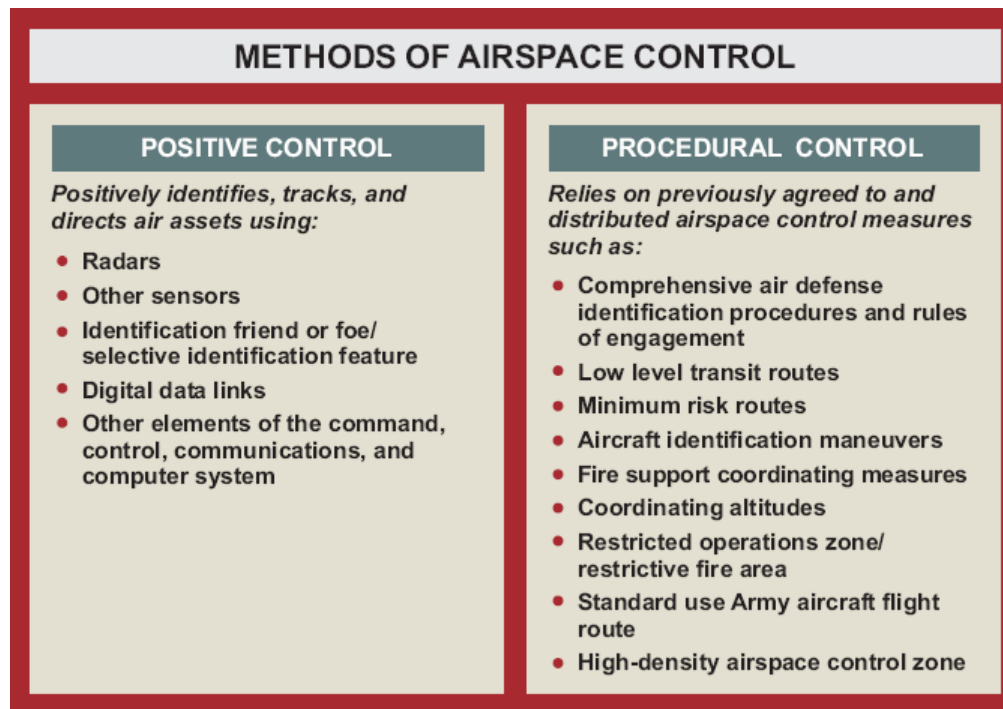 METHODS OF AIRSPACE CONTROL
POSITIVE CONTROL
Positively identifies, tracks, and
directs air assets using:
• Radars
• Other sensors
• Identification friend or foe/
selective identification feature
• Digital data links
• Other elements of the command,
control, communications, and
computer system
PROCEDURAL CONTROL
Relies on previously agreed to and
distributed airspace control measures
such as:
• Comprehensive air defense
identification procedures and rules
of engagement
• Low level transit routes
• Minimum risk routes
• Aircraft identification maneuvers
• Fire support coordinating measures
• Coordinating altitudes
• Restricted operations zone/
restrictive fire area
• Standard use Army aircraft flight
route
• High-density airspace control zone